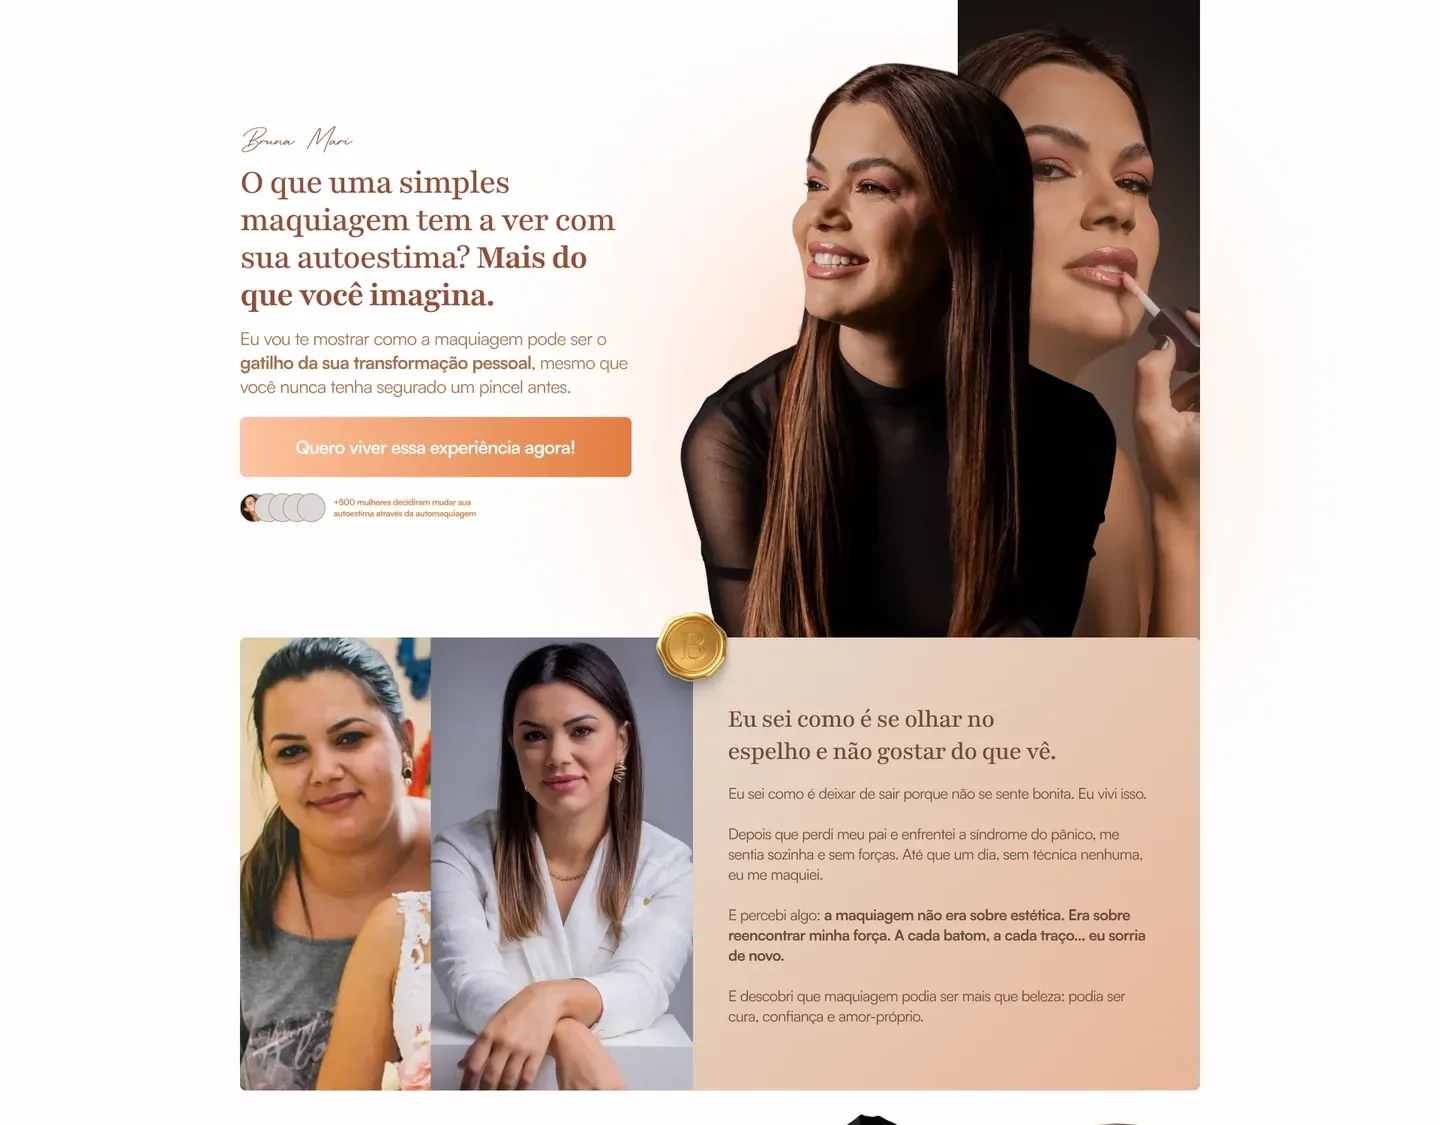 Bruna Mari
O que uma simples
maquiagem tem a ver com
sua autoestima? Mais do
que você imagina.
Eu vou te mostrar como a maquiagem pode ser o
gatilho da sua transformação pessoal, mesmo que
você nunca tenha segurado um pincel antes.
Quero viver essa experiência agora!
+500 mulheres decidiram mudar sua
autoestima através da automaquiagem
B
Eu sei como é se olhar no
espelho e não gostar do que vê.
Eu sei como é deixar de sair porque não se sente bonita. Eu vivi isso.
Depois que perdi meu pai e enfrentei a síndrome do pânico, me
sentia sozinha e sem forças. Até que um dia, sem técnica nenhuma,
eu me maquiei.
E percebi algo: a maquiagem não era sobre estética. Era sobre
reencontrar minha força. A cada batom, a cada traço... eu sorria
de novo.
E descobri que maquiagem podia ser mais que beleza: podia ser
cura, confiança e amor-próprio.